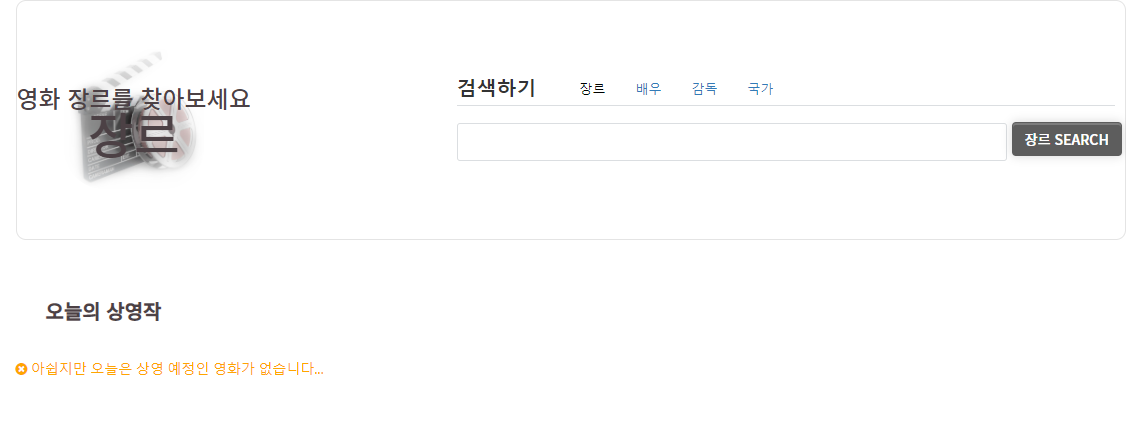 영화 장르를 찾아보세요
장르
검색하기 장르 배우 감독 국가
장르 SEARCH
오늘의 상영작
아쉽지만 오늘은 상영 예정인 영화가 없습니다...